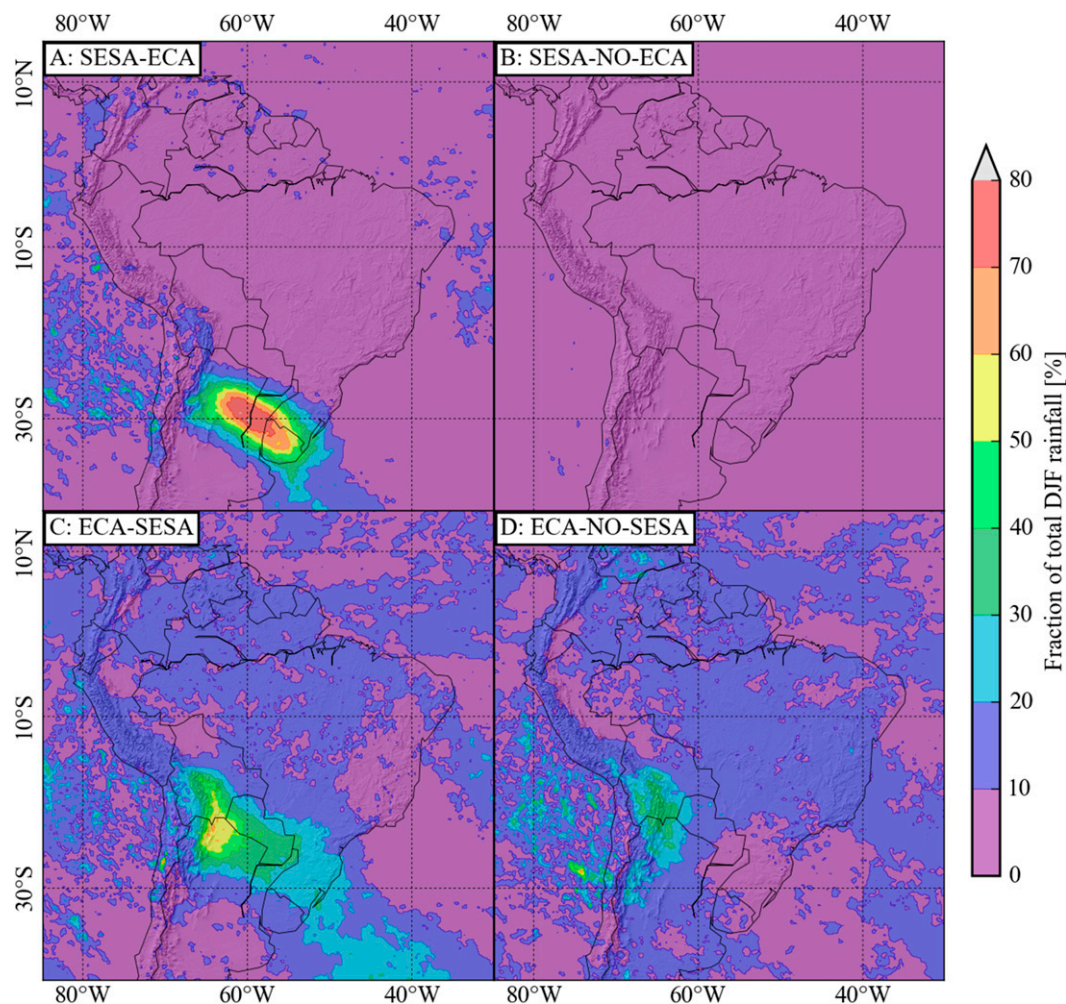 80°W 60°W 40°W 80°W 60°W 40°W
A: SESA-ECA B: SESA-NO-ECA
10°N
10°S
30°S
C: ECA-SESA D: ECA-NO-SESA
10°N
10°S
30°S
80°W 60°W 40°W 80°W 60°W 40°W
80
70
60
50
40
30
20
10
0
Fraction of total DJF rainfall [%]